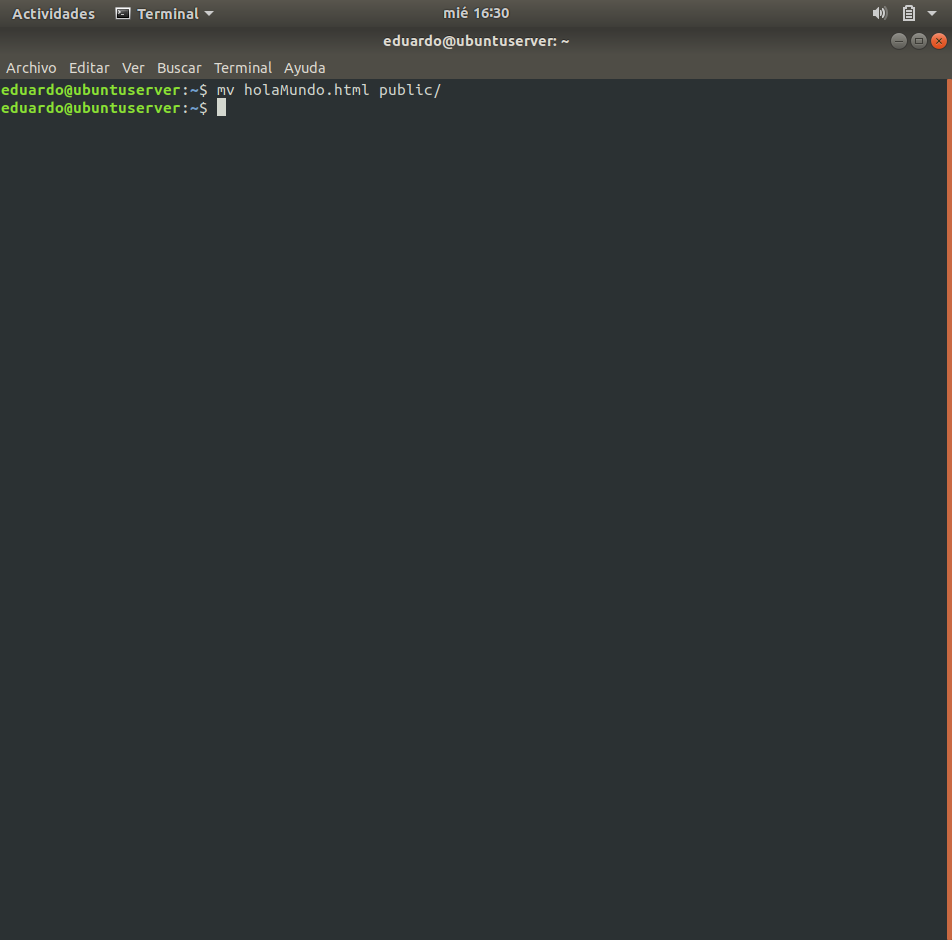 Actividades Terminal mié 16:30
eduardo@ubuntuserver: ~
Archivo Editar Ver Buscar Terminal Ayuda
eduardo@ubuntuserver:~$ mv holaMundo.html public/
eduardo@ubuntuserver:~$